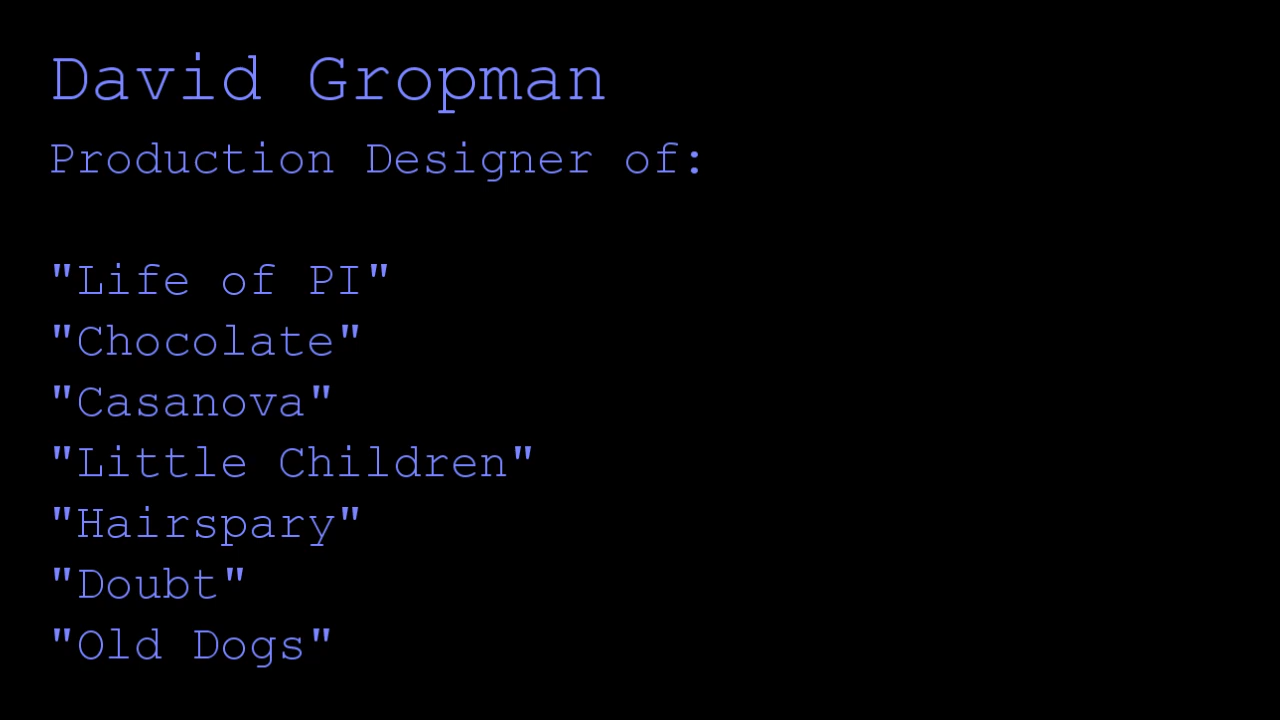 David Gropman
Production Designer of:
"Life of PI"
"Chocolate"
"Casanova"
"Little Children"
"Hairspary"
"Doubt"
"Old Dogs"